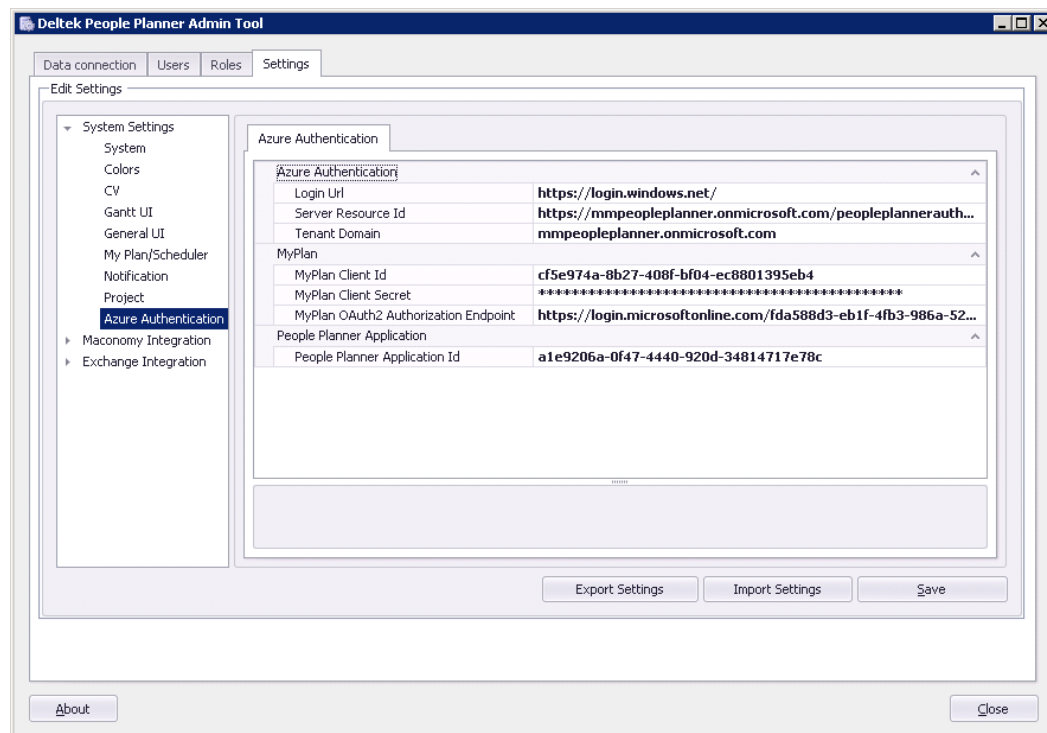 Deltek People Planner Admin Tool
Data connection Users Roles Settings
Edit Settings
System Settings
System
Colors
CV
Gantt UI
General UI
My Plan/Scheduler
Notification
Project
Azure Authentication
Maconomy Integration
Exchange Integration
Azure Authentication
Azure Authentication
Login Url https://login.windows.net/
Server Resource Id https://mmpeopleplanner.onmicrosoft.com/peopleplannerauth...
Tenant Domain mmpeopleplanner.onmicrosoft.com
MyPlan
MyPlan Client Id cf5e974a-8b27-408f-bf04-ec8801395eb4
MyPlan Client Secret ********************************************
MyPlan OAuth2 Authorization Endpoint https://login.microsoftonline.com/fda588d3-eb1f-4fb3-986a-52...
People Planner Application
People Planner Application Id a1e9206a-0f47-4440-920d-34814717e78c
Export Settings Import Settings Save
About Close